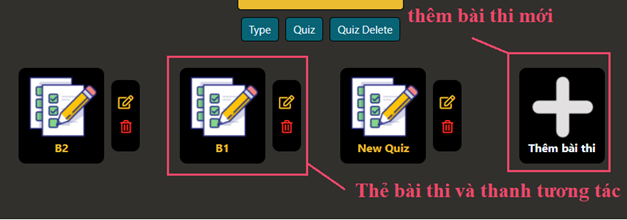 thêm bài thi mới
Type
Quiz
Quiz Delete
B2
B1
New Quiz
Thêm bài thi
Thẻ bài thi và thanh tương tác